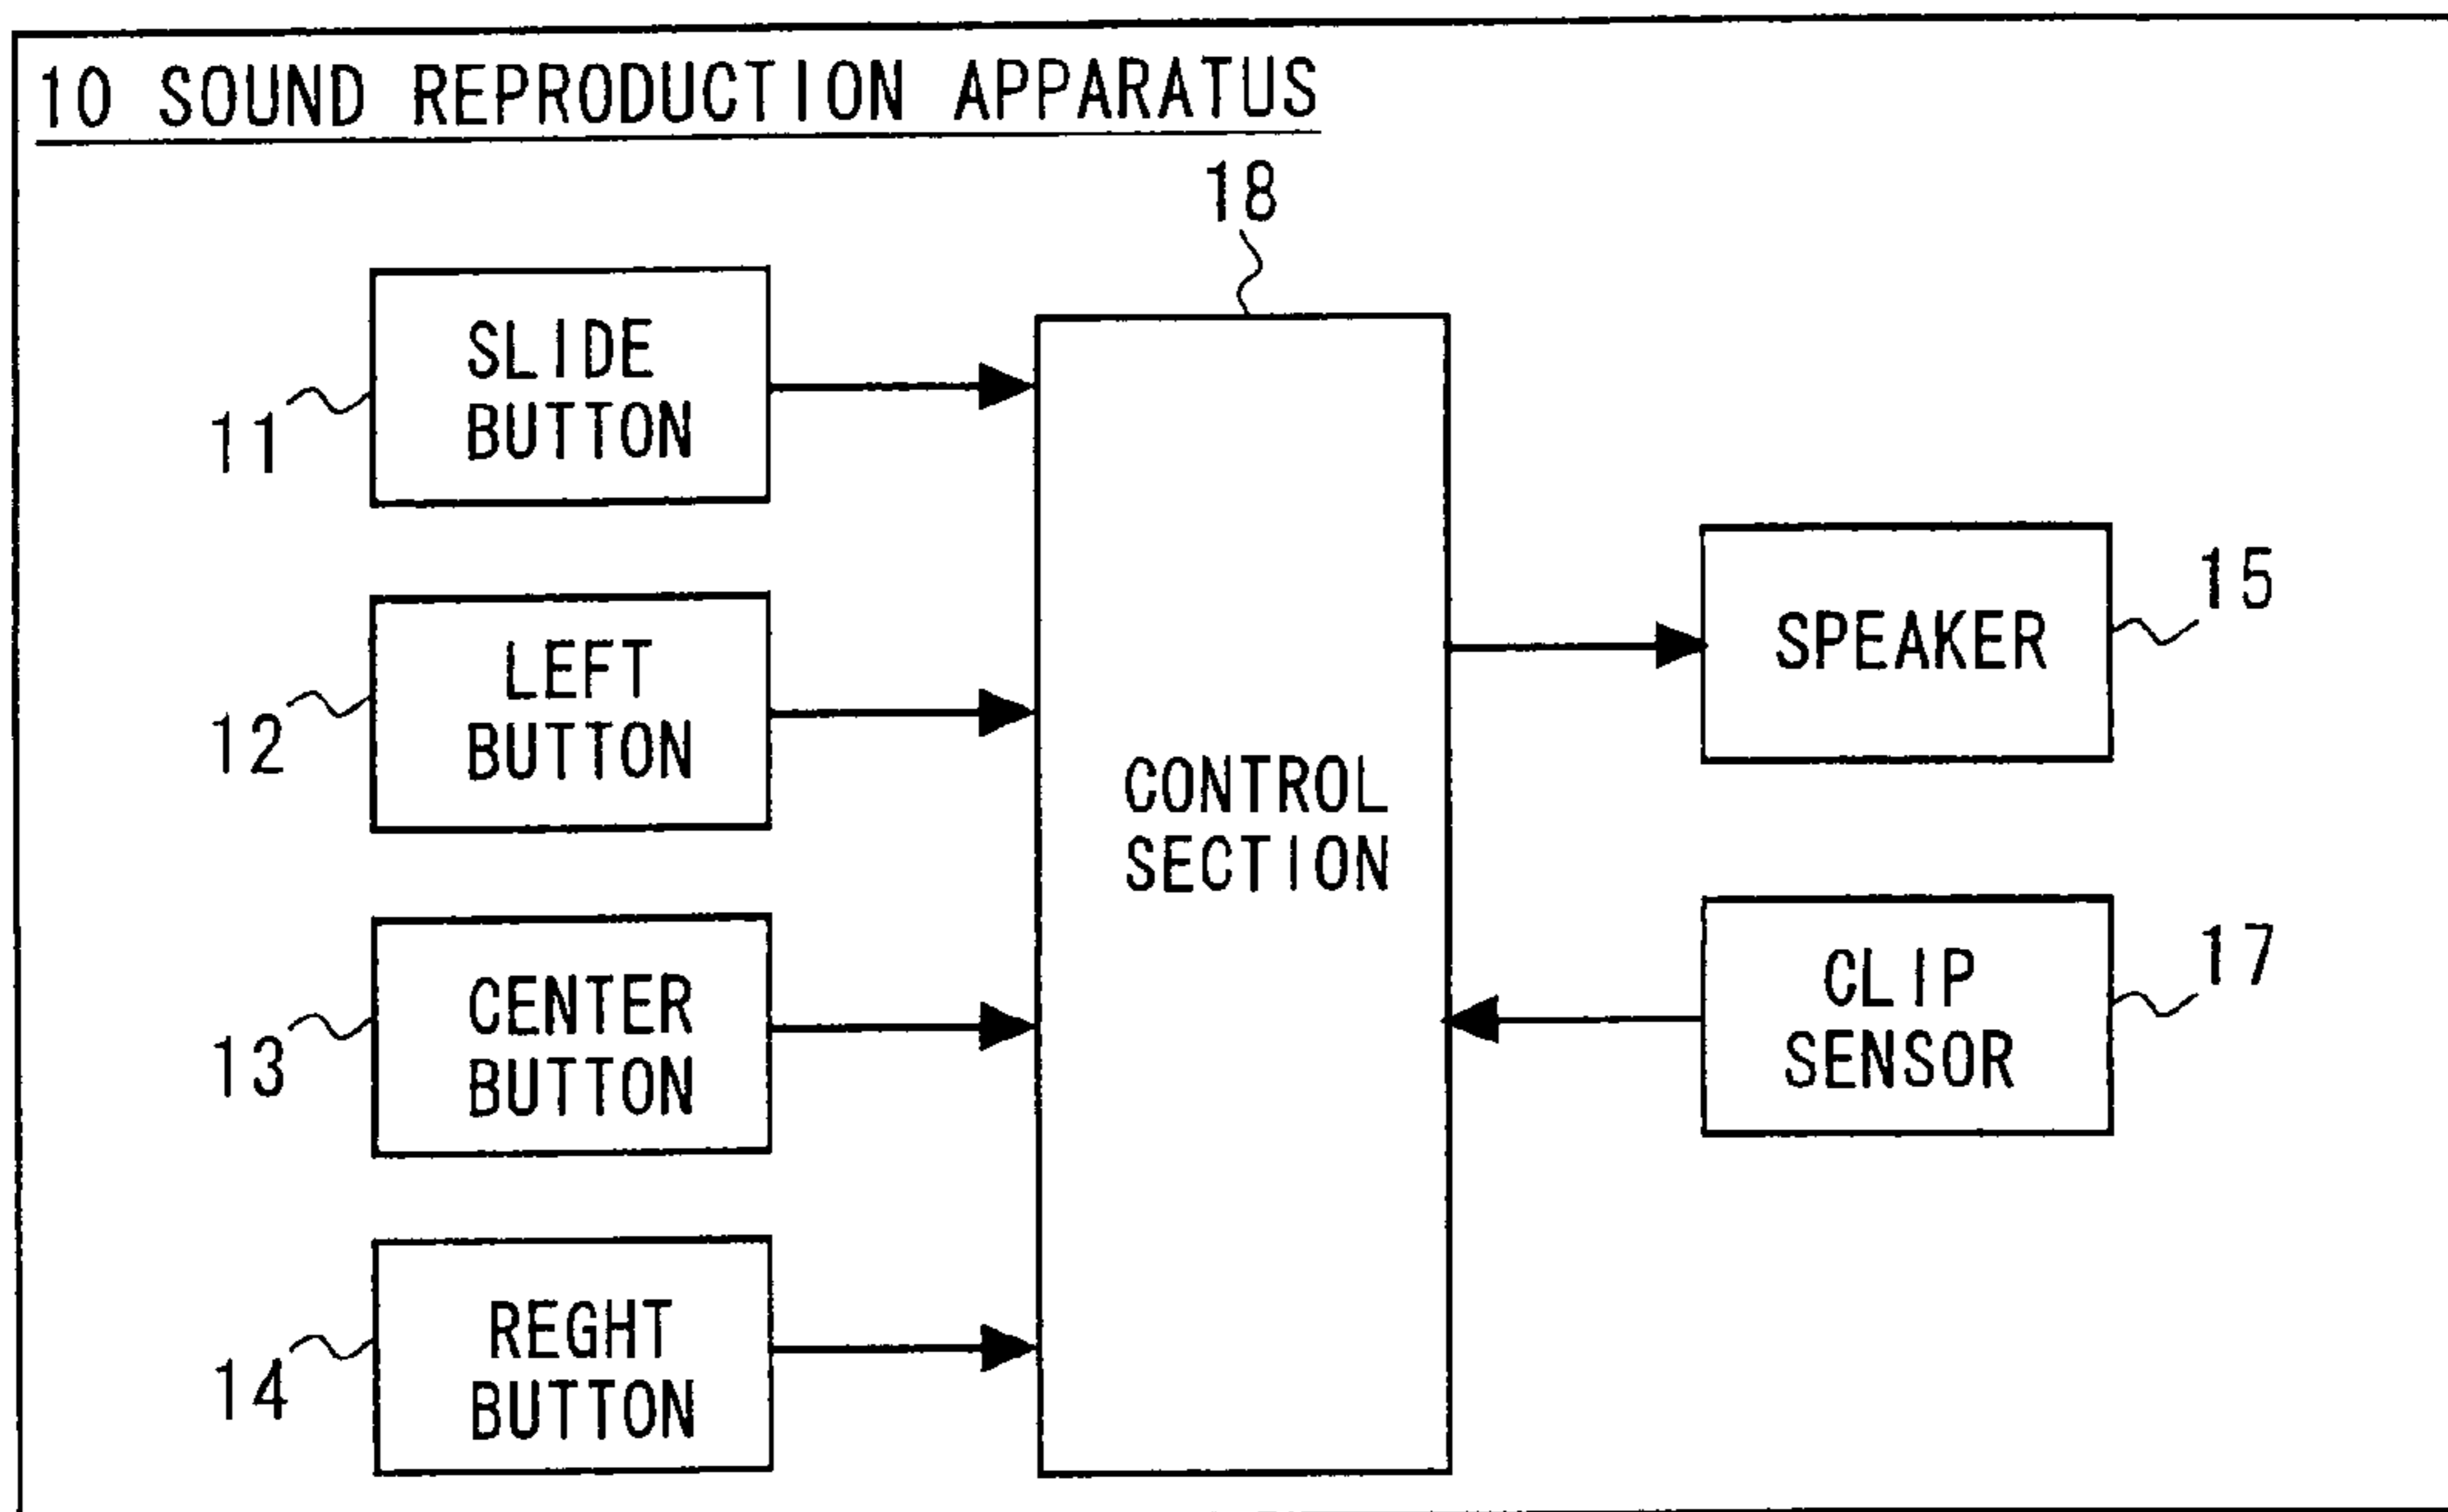 10 SOUND REPRODUCTION APPARATUS
18
SLIDE
BUTTON
11
LEFT
BUTTON
12
CENTER
BUTTON
13
REGHT
BUTTON
14
CONTROL
SECTION
SPEAKER
15
CLIP
SENSOR
17